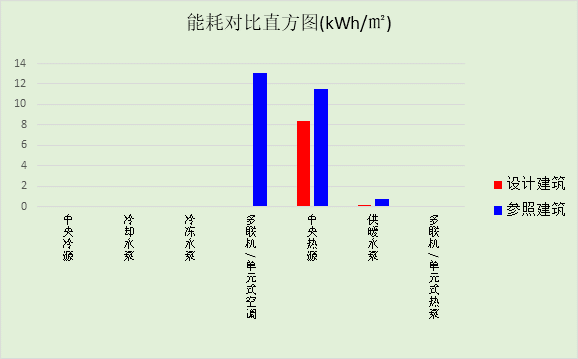 能耗对比直方图(kWh/㎡)
14
12
10
8
6
4
2
0
中央冷源
冷却水泵
冷冻水泵
多联机/单元式空调
中央热源
供暖水泵
多联机/单元式热泵
设计建筑
参照建筑